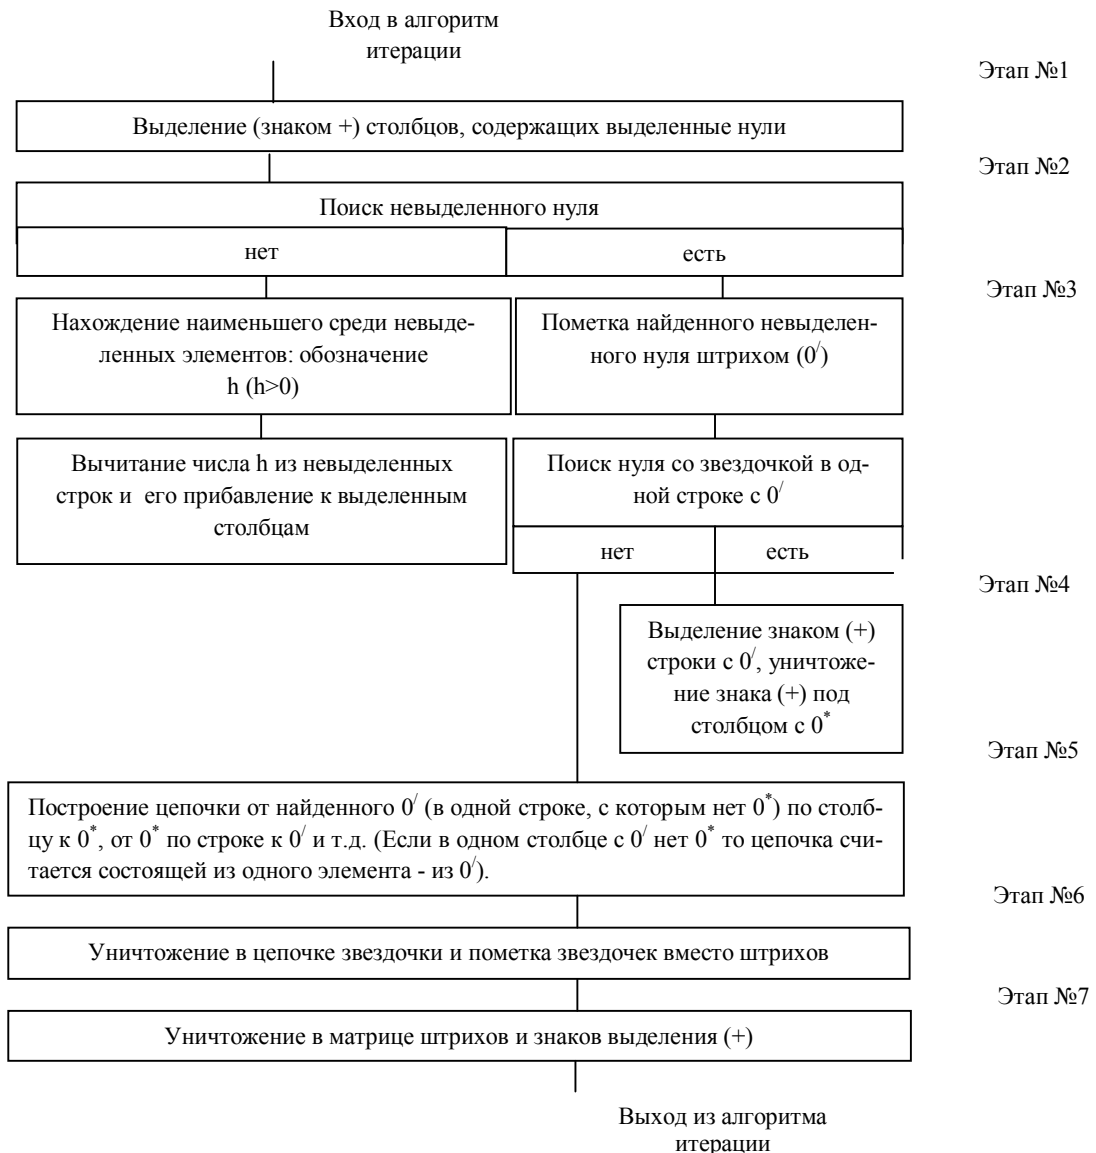 Вход в алгоритм
итерации
Этап №1
Выделение (знаком +) столбцов, содержащих выделенные нули
Этап №2
Поиск невыделенного нуля
нет
есть
Этап №3
Нахождение наименьшего среди невыде-
ленных элементов: обозначение
h (h>0)
Пометка найденного невыделен-
ного нуля штрихом (0/)
Вычитание числа h из невыделенных
строк и его прибавление к выделенным
столбцам
Поиск нуля со звездочкой в од-
ной строке с 0/
нет
есть
Этап №4
Выделение знаком (+)
строки с 0/, уничтоже-
ние знака (+) под
столбцом с 0*
Этап №5
Построение цепочки от найденного 0/ (в одной строке, с которым нет 0*) по столб-
цу к 0*, от 0* по строке к 0/ и т.д. (Если в одном столбце с 0/ нет 0* то цепочка счи-
тается состоящей из одного элемента - из 0/).
Этап №6
Уничтожение в цепочке звездочки и пометка звездочек вместо штрихов
Этап №7
Уничтожение в матрице штрихов и знаков выделения (+)
Выход из алгоритма
итерации